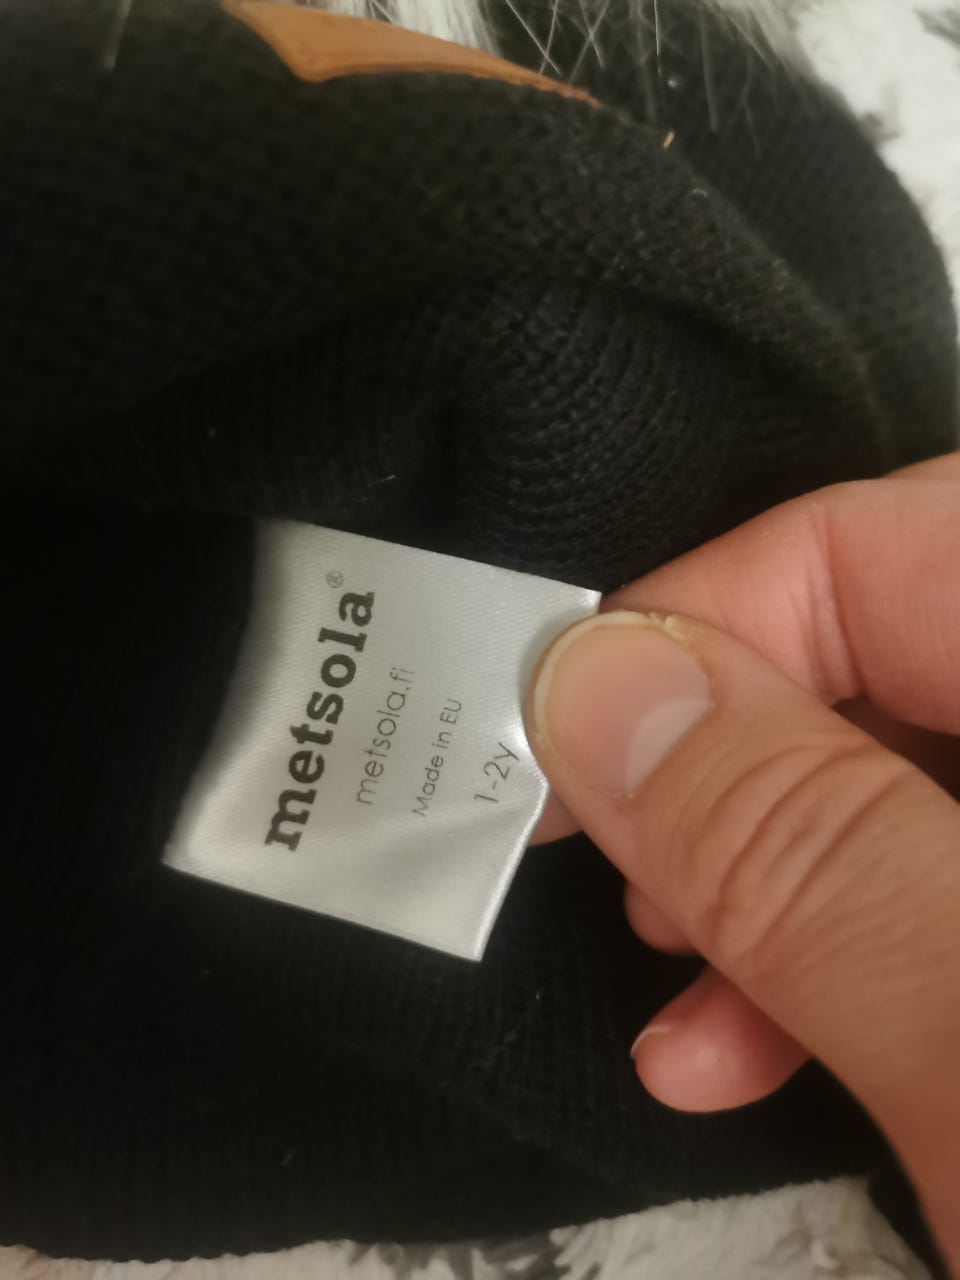 metsola®
metsola.fi
Made in EU
1-2y